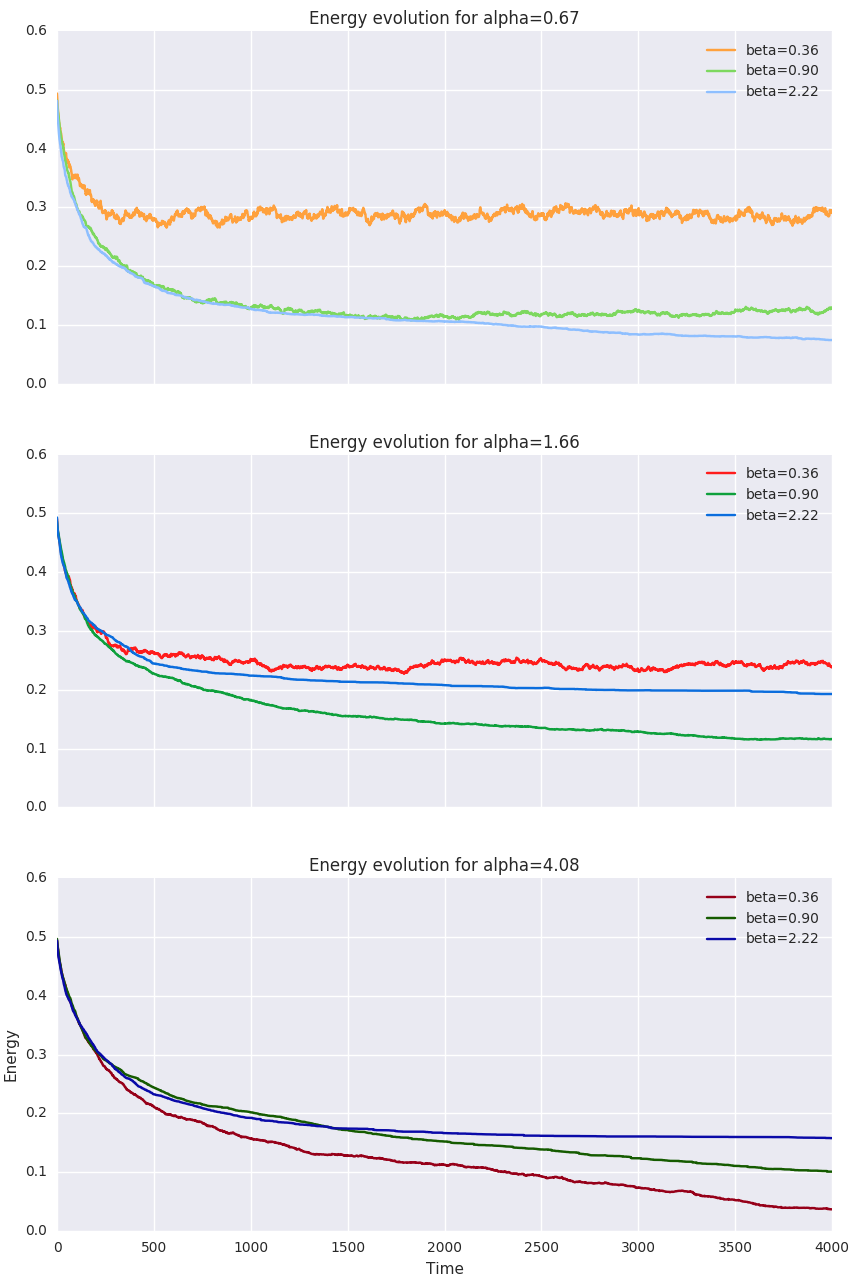 Energy evolution for alpha=0.67
0.6
0.5
0.4
0.3
0.2
0.1
0.0
beta=0.36
beta=0.90
beta=2.22
Energy evolution for alpha=1.66
0.6
0.5
0.4
0.3
0.2
0.1
0.0
beta=0.36
beta=0.90
beta=2.22
Energy evolution for alpha=4.08
0.6
0.5
0.4
0.3
0.2
0.1
0.0
beta=0.36
beta=0.90
beta=2.22
Energy
0 500 1000 1500 2000 2500 3000 3500 4000
Time